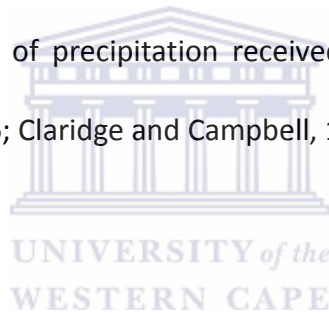 of precipitation received
; Claridge and Campbell, 1
UNIVERSITY of the
WESTERN CAPE